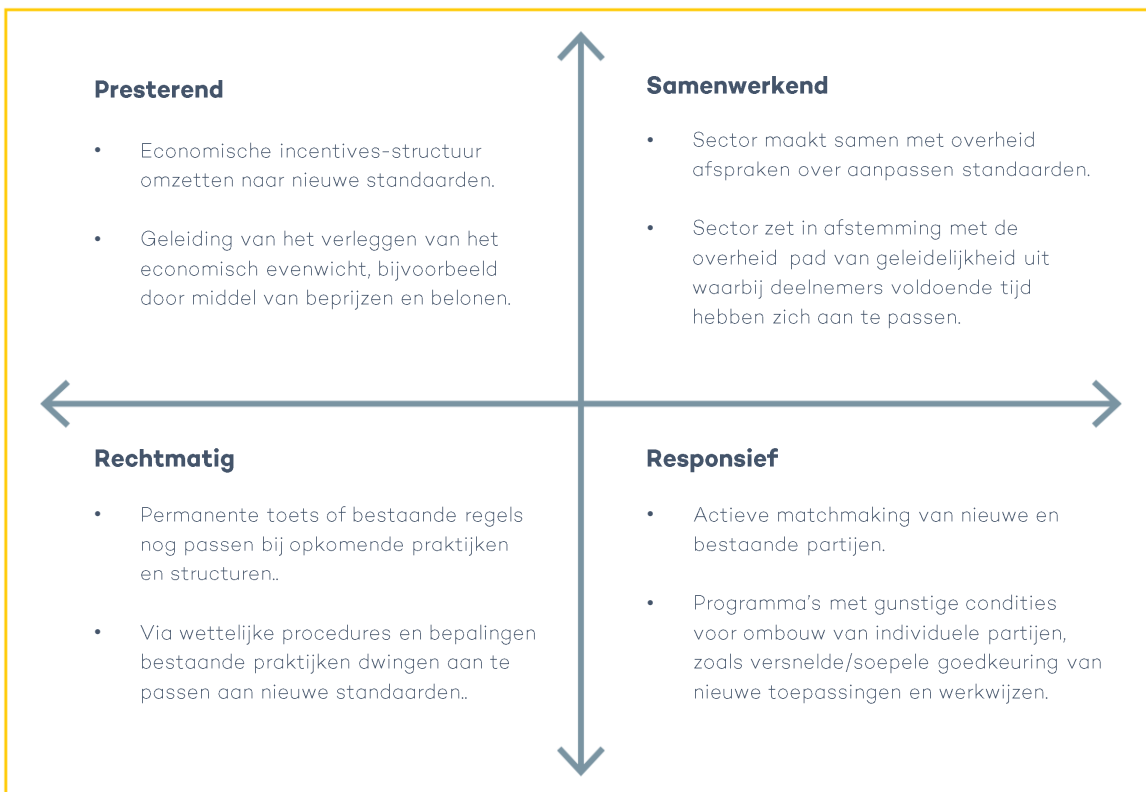 Presterend
• Economische incentives-structuur
omzetten naar nieuwe standaarden.
• Geleiding van het verleggen van het
economisch evenwicht, bijvoorbeeld
door middel van beprijzen en belonen.
Samenwerkend
• Sector maakt samen met overheid
afspraken over aanpassen standaarden.
• Sector zet in afstemming met de
overheid pad van geleidelijkheid uit
waarbij deelnemers voldoende tijd
hebben zich aan te passen.
Rechtmatig
• Permanente toets of bestaande regels
nog passen bij opkomende praktijken
en structuren..
• Via wettelijke procedures en bepalingen
bestaande praktijken dwingen aan te
passen aan nieuwe standaarden..
Responsief
• Actieve matchmaking van nieuwe en
bestaande partijen.
• Programma's met gunstige condities
voor ombouw van individuele partijen,
zoals versnelde/soepele goedkeuring van
nieuwe toepassingen en werkwijzen.